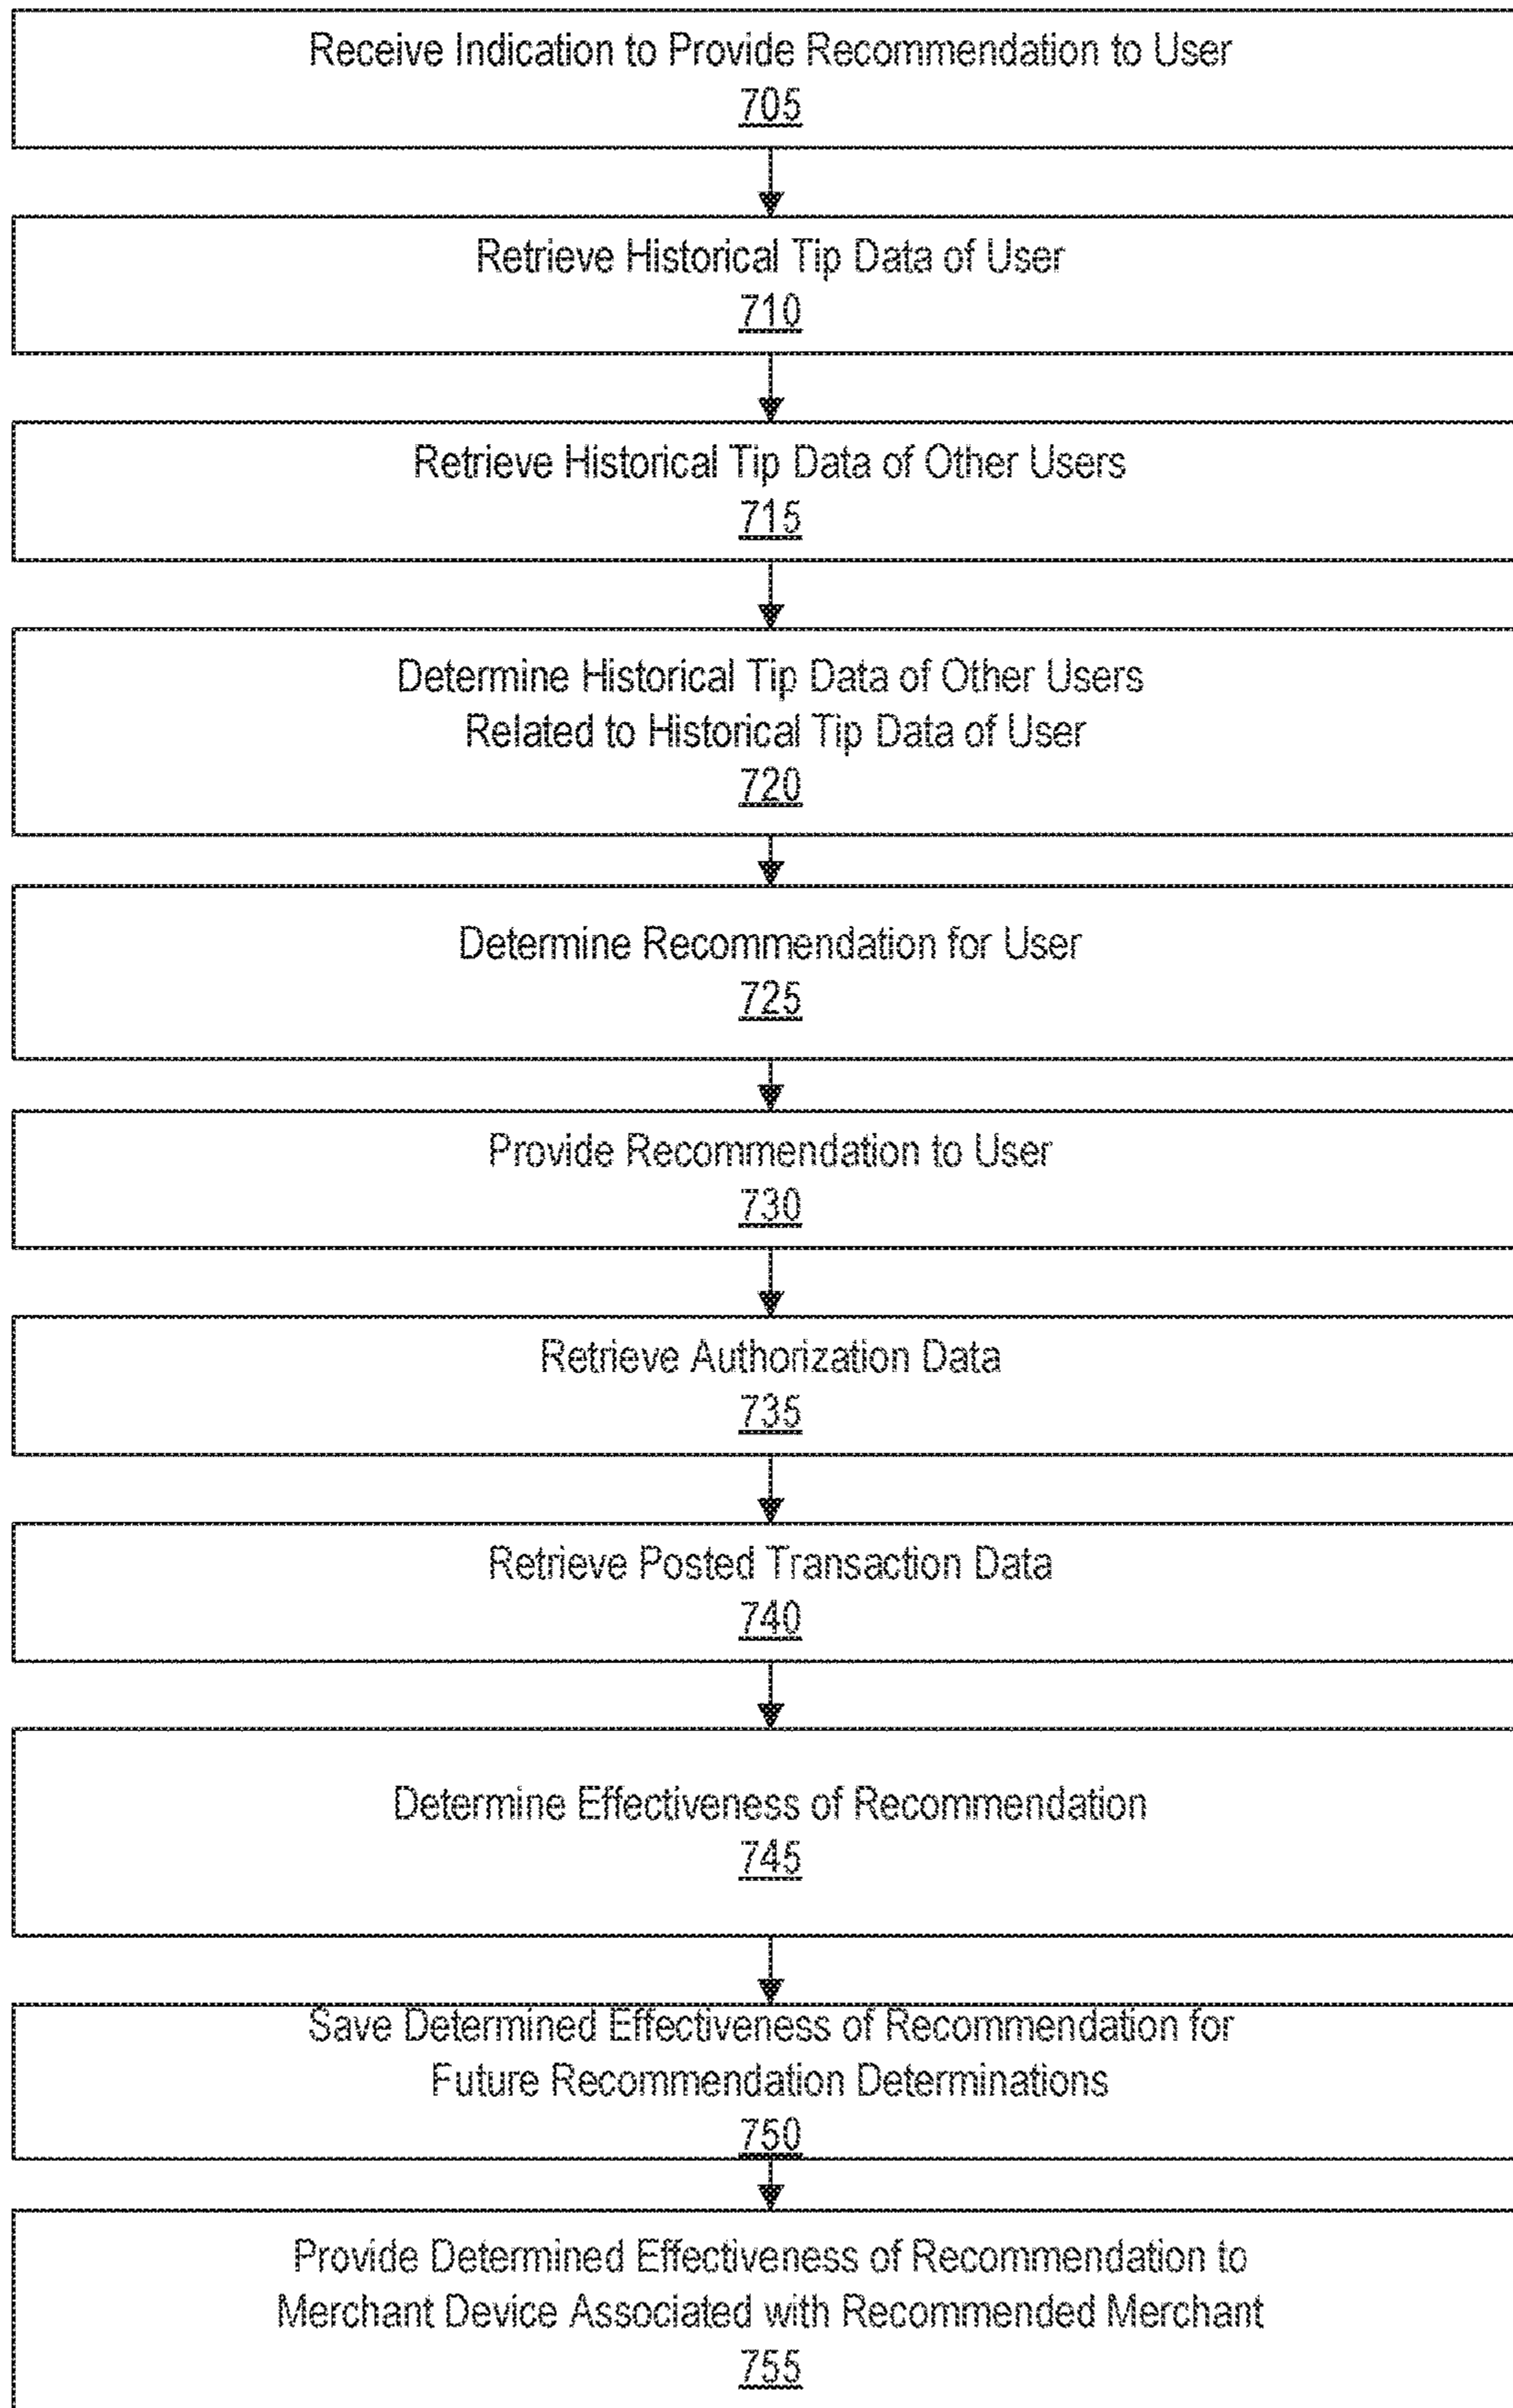 Receive Indication to Provide Recommendation to User
705
Retrieve Historical Tip Data of User
710
Retrieve Historical Tip Data of Other Users
715
Determine Historical Tip Data of Other Users
Related to Historical Tip Data of User
720
Determine Recommendation for User
725
Provide Recommendation to User
730
Retrieve Authorization Data
735
Retrieve Posted Transaction Data
740
Determine Effectiveness of Recommendation
745
Save Determined Effectiveness of Recommendation for
Future Recommendation Determinations
750
Provide Determined Effectiveness of Recommendation to
Merchant Device Associated with Recommended Merchant
755